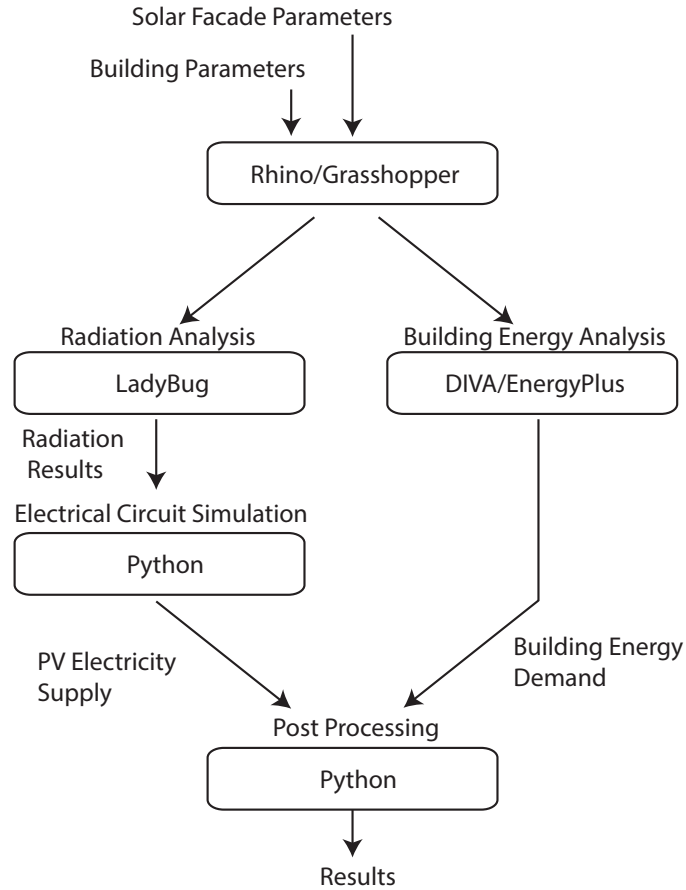 Solar Facade Parameters
Building Parameters
Rhino/Grasshopper
Radiation Analysis
LadyBug
Building Energy Analysis
DIVA/EnergyPlus
Radiation
Results
Electrical Circuit Simulation
Python
PV Electricity
Supply
Building Energy
Demand
Post Processing
Python
Results